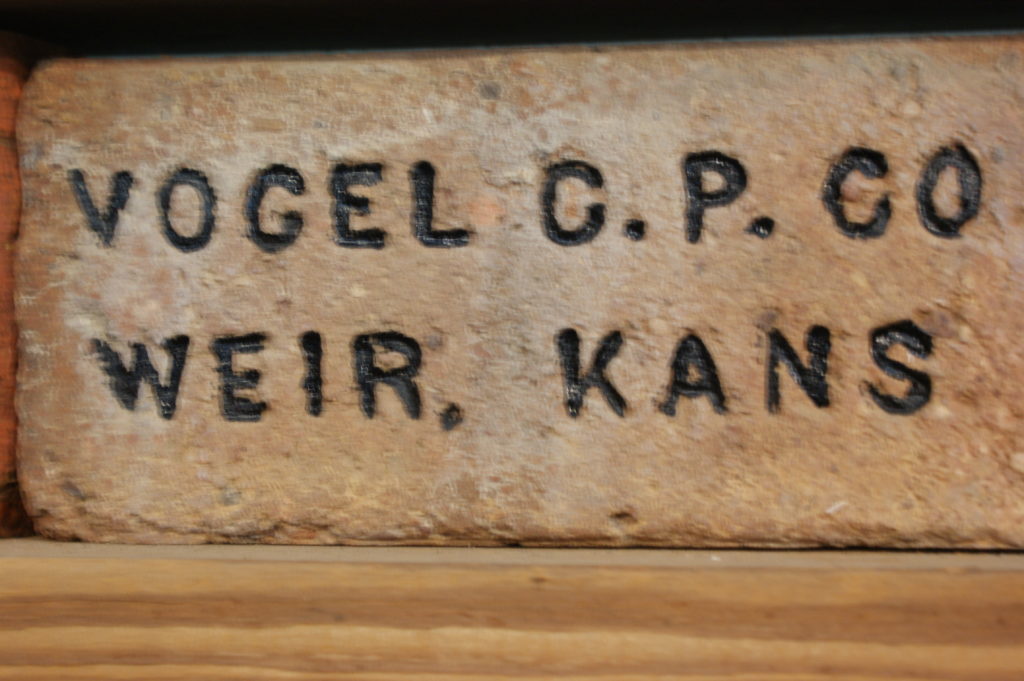 VOGEL C.P. CO
WEIR, KANS